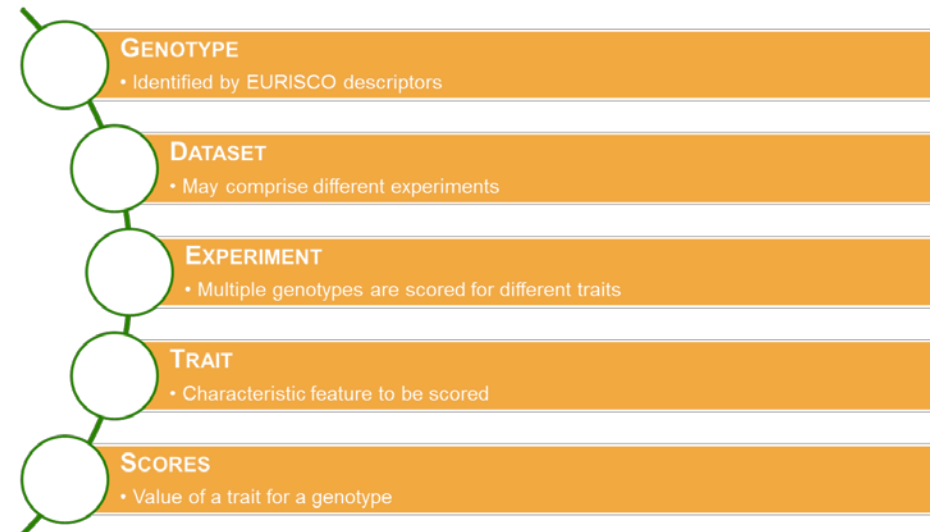 GENOTYPE
• Identified by EURISCO descriptors
DATASET
• May comprise different experiments
EXPERIMENT
• Multiple genotypes are scored for different traits
TRAIT
• Characteristic feature to be scored
SCORES
• Value of a trait for a genotype